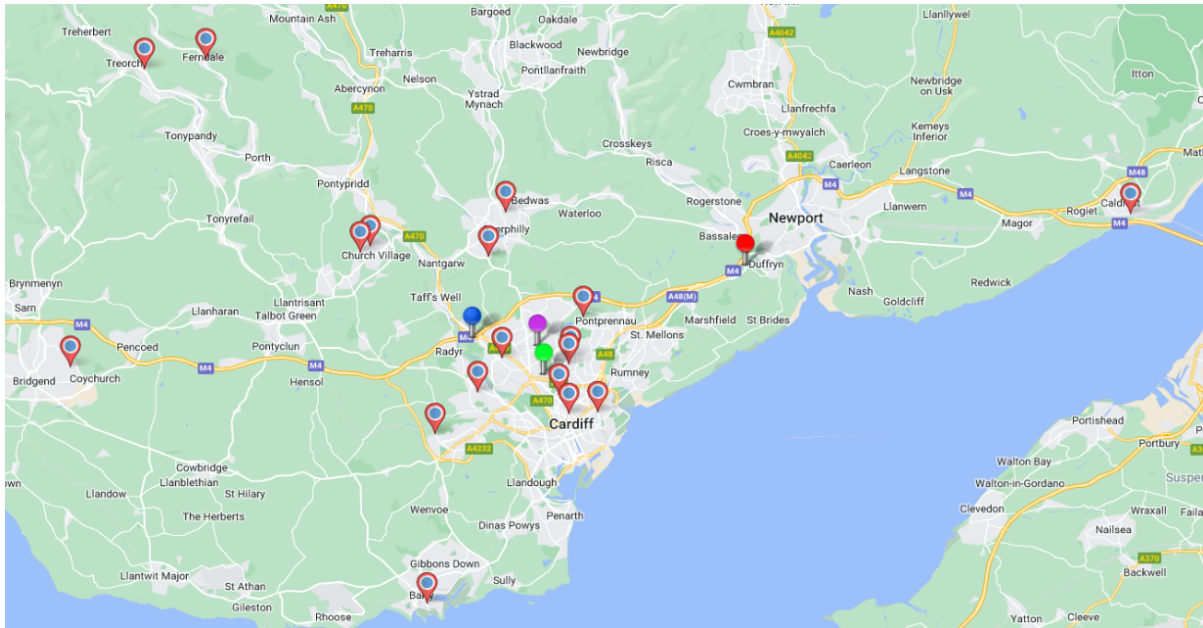 Treherbert
Treorchy
Ferndale
Mountain Ash
A470
Treharris
Abercynon
Nelson
A470
Bargoed
Oakdale
Blackwood
Newbridge
Pontllanfraith
Ystrad
Mynach
A4042
Cwmbran
Llanfrechfa
Croes-y-mwyalch
A4042
Caerleon
Llanllywel
Newbridge
on Usk
Kemeys
Inferior
Itton
Tonypandy
Porth
Pontypridd
Tonyrefail
Crosskeys
Risca
Rogerstone
Bassaleg
Newport
M4
Langstone
Llanwern
M4
Magor
Rogiet
M48
M4
Bedwas
Waterloo
A470
Church Village
Nantgarw
Duffryn
M4
Nash
Goldcliff
Redwick
Brynmenyn
Sarn
M4
Llanharan
Llantrisant
Talbot Green
Taff's Well
A48(M)
Marshfield
St Brides
Pontprennau
St. Mellons
M4
Radyr
Pencoed
Pontyclun
Coychurch
Bridgend
M4
M4
Hensol
A48
Rumney
A470
Cardiff
A4232
Cowbridge
Llanblethian
Llandow
St Hilary
The Herberts
Wenvoe
Llandough
Penarth
Dinas Powys
Gibbons Down
Sully
Llantwit Major
St Athan
Gileston
Rhoose
Portishead
Portbury
Walton Bay
Walton-in-Gordano
Clevedon
Wraxall
Nailsea
A370
Backwell
Yatton
Cleeve